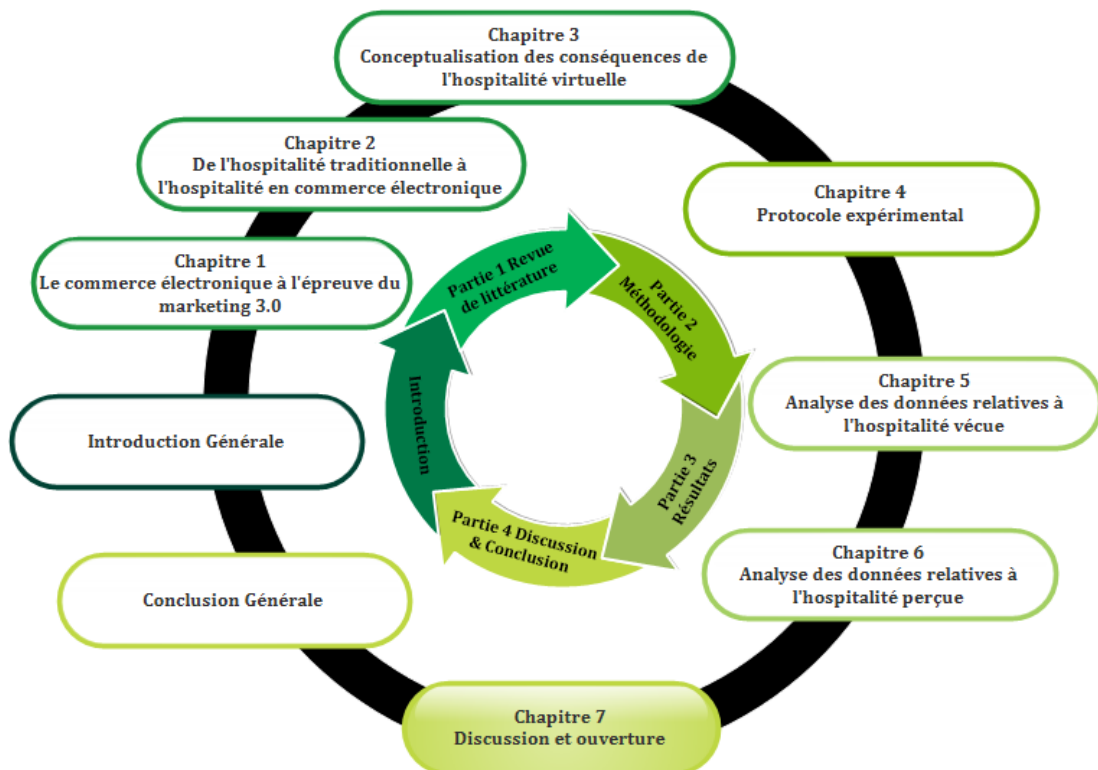 Chapitre 3
Conceptualisation des conséquences de
l'hospitalité virtuelle
Chapitre 2
De l'hospitalité traditionnelle à
l'hospitalité en commerce électronique
Chapitre 4
Protocole expérimental
Chapitre 1
Le commerce électronique à l'épreuve du
marketing 3.0
Partie 1 Revue
de littérature
Partie 2
Méthodologie
Introduction
Partie 3
Résultats
Partie 4 Discussion
& Conclusion
Chapitre 5
Analyse des données relatives à
l'hospitalité vécue
Introduction Générale
Chapitre 6
Analyse des données relatives à
l'hospitalité perçue
Conclusion Générale
Chapitre 7
Discussion et ouverture